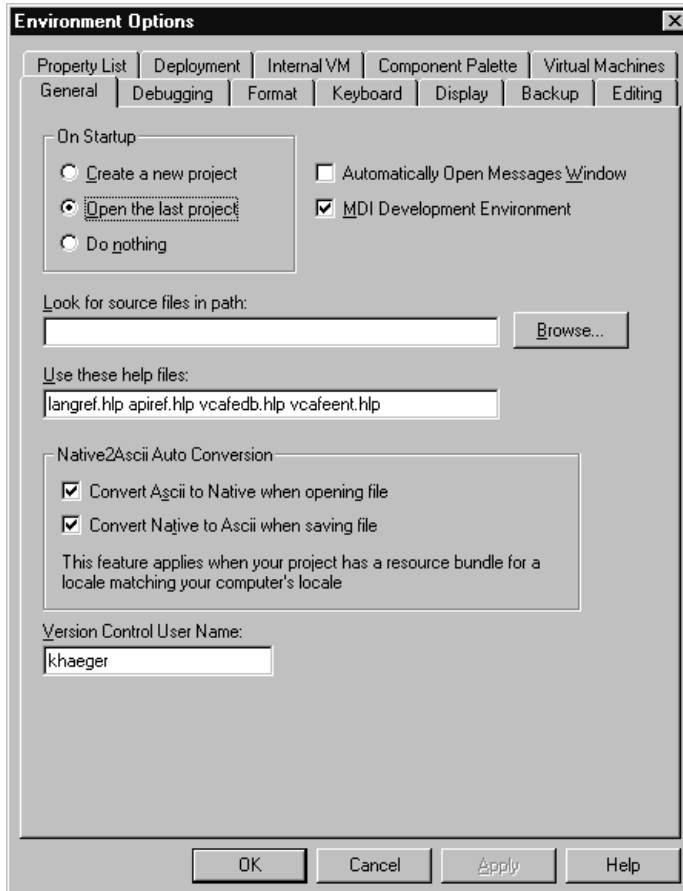 Environment Options
Property List Deployment Internal VM Component Palette Virtual Machines
General Debugging Format Keyboard Display Backup Editing
On Startup
Create a new project
Open the last project
Do nothing
Automatically Open Messages Window
MDI Development Environment
Look for source files in path:
Browse...
Use these help files:
langref.hlp apiref.hlp vcafedb.hlp vcafeent.hlp
Native2Ascii Auto Conversion
Convert Ascii to Native when opening file
Convert Native to Ascii when saving file
This feature applies when your project has a resource bundle for a
locale matching your computer's locale
Version Control User Name:
khaeger
OK Cancel Apply Help